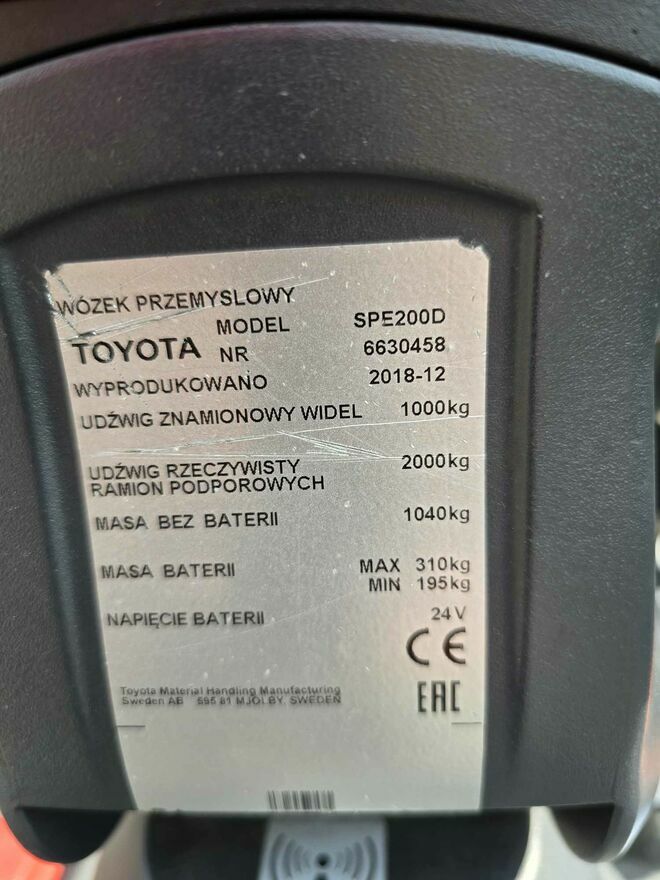 WÓZEK PRZEMYSLOWY
MODEL SPE200D
TOYOTA NR 6630458
WYPRODUKOWANO 2018-12
UDŹWIG ZNAMIONOWY WIDEL 1000kg
UDŹWIG RZECZYWISTY 2000kg
RAMION PODPOROWYCH
MASA BEZ BATERII 1040kg
MASA BATERII MAX 310kg
MIN 195kg
NAPIĘCIE BATERII 24V
CE
Toyota Material Handling Manufacturing
Sweden AB 595 81 MJÖLBY, SWEDEN
EAC